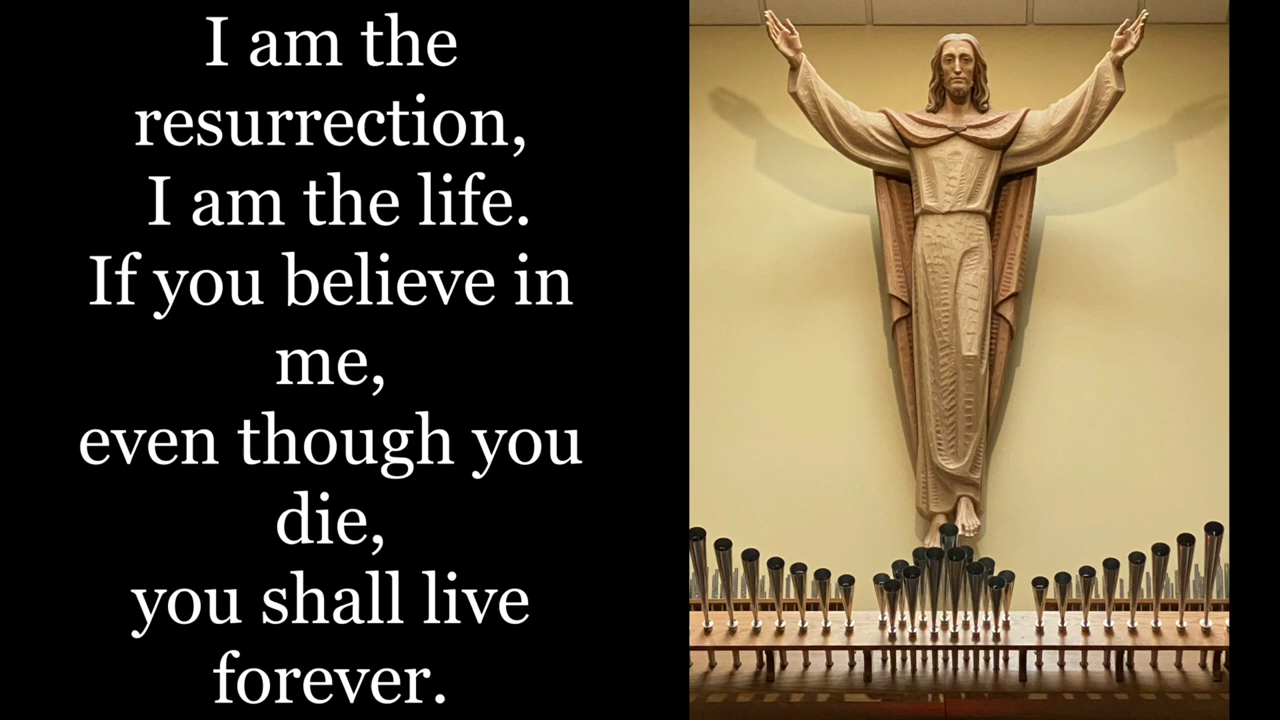 I am the
resurrection,
I am the life.
If you believe in
me,
even though you
die,
you shall live
forever.